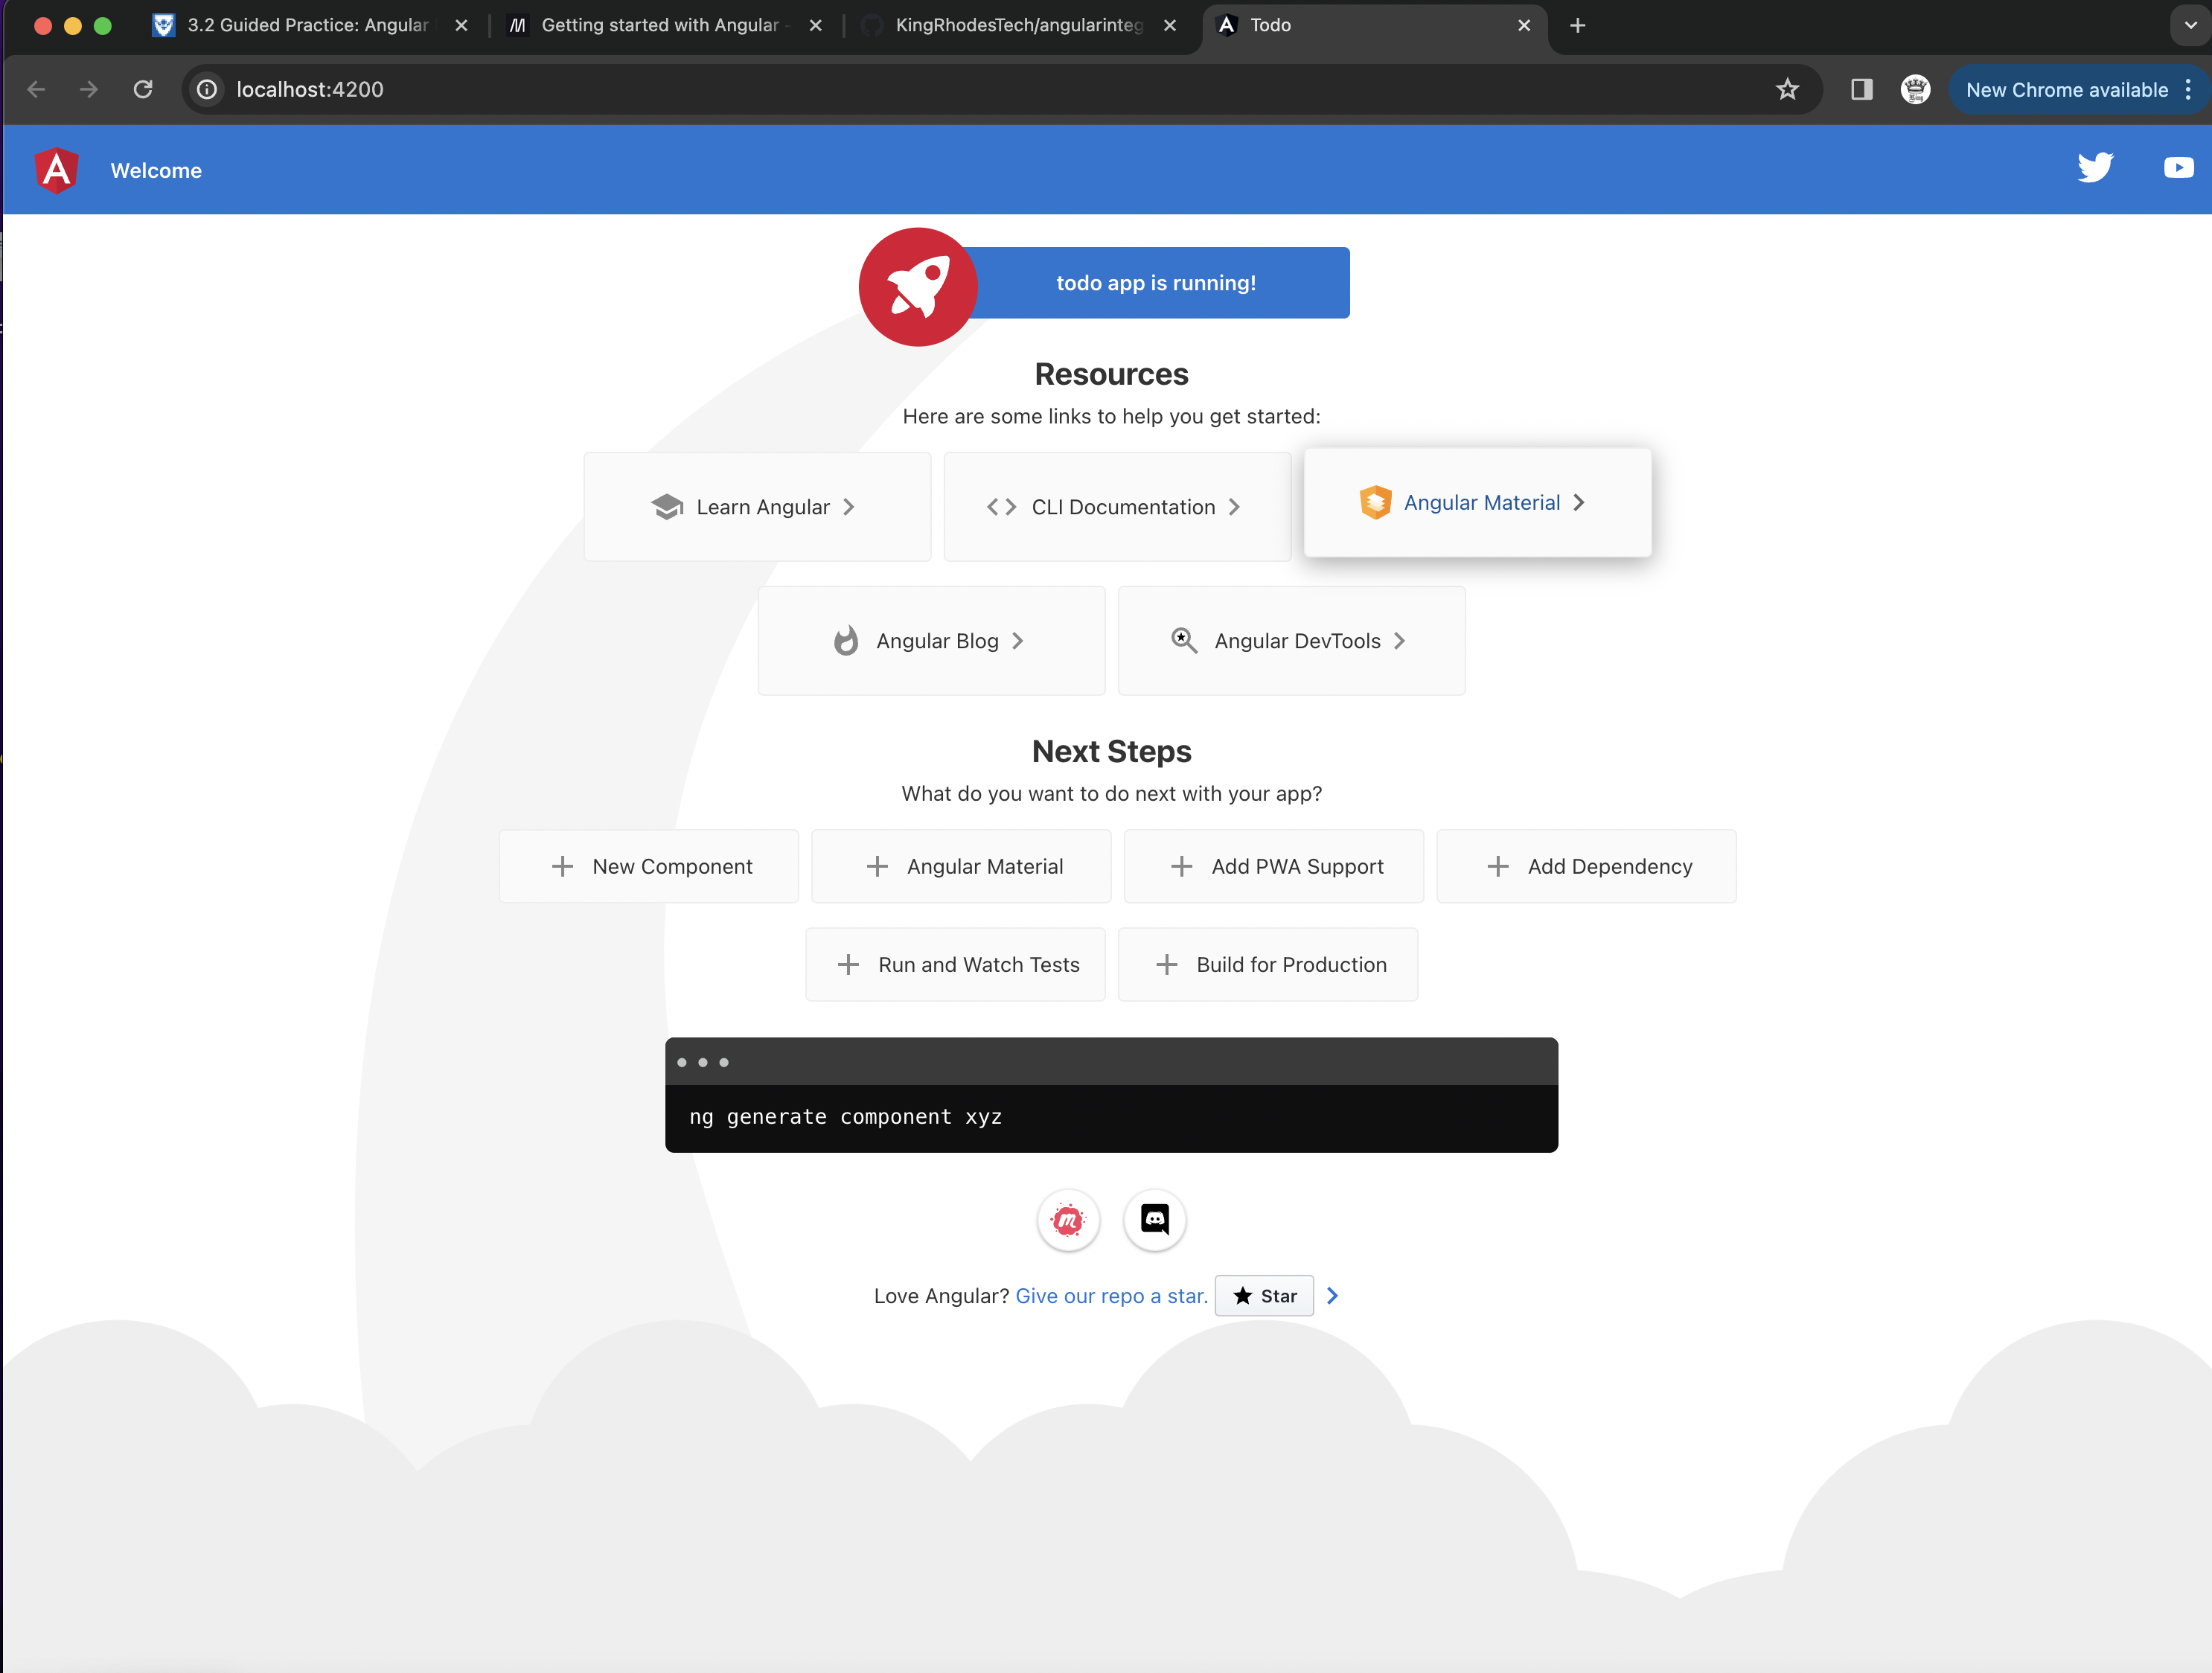 3.2 Guided Practice: Angular
Getting started with Angular -
KingRhodesTech/angularinteg
Todo
localhost:4200
New Chrome available
Welcome
todo app is running!
Resources
Here are some links to help you get started:
Learn Angular
CLI Documentation
Angular Material
Angular Blog
Angular DevTools
Next Steps
What do you want to do next with your app?
New Component
Angular Material
Add PWA Support
Add Dependency
Run and Watch Tests
Build for Production
ng generate component xyz
Love Angular? Give our repo a star. Star